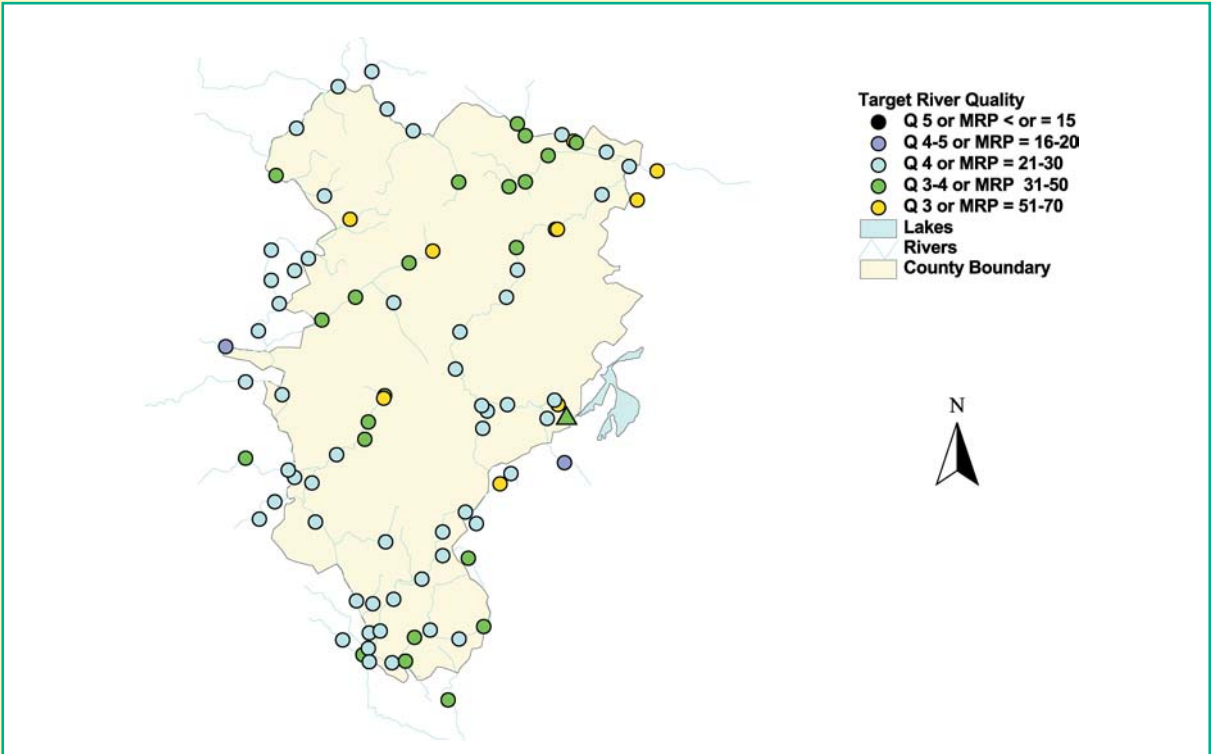 Target River Quality
Q 5 or MRP < or = 15
Q 4-5 or MRP = 16-20
Q 4 or MRP = 21-30
Q 3-4 or MRP 31-50
Q 3 or MRP = 51-70
Lakes
Rivers
County Boundary
N